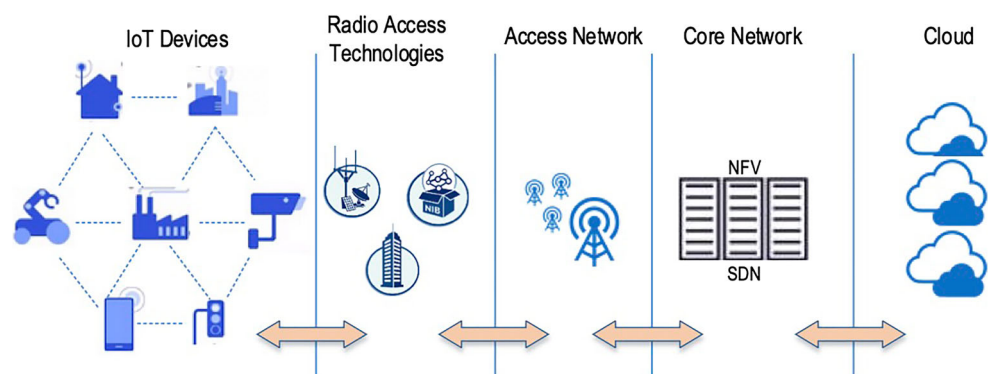 IoT Devices
Radio Access
Technologies
Access Network
Core Network
Cloud
NIB
NFV
SDN